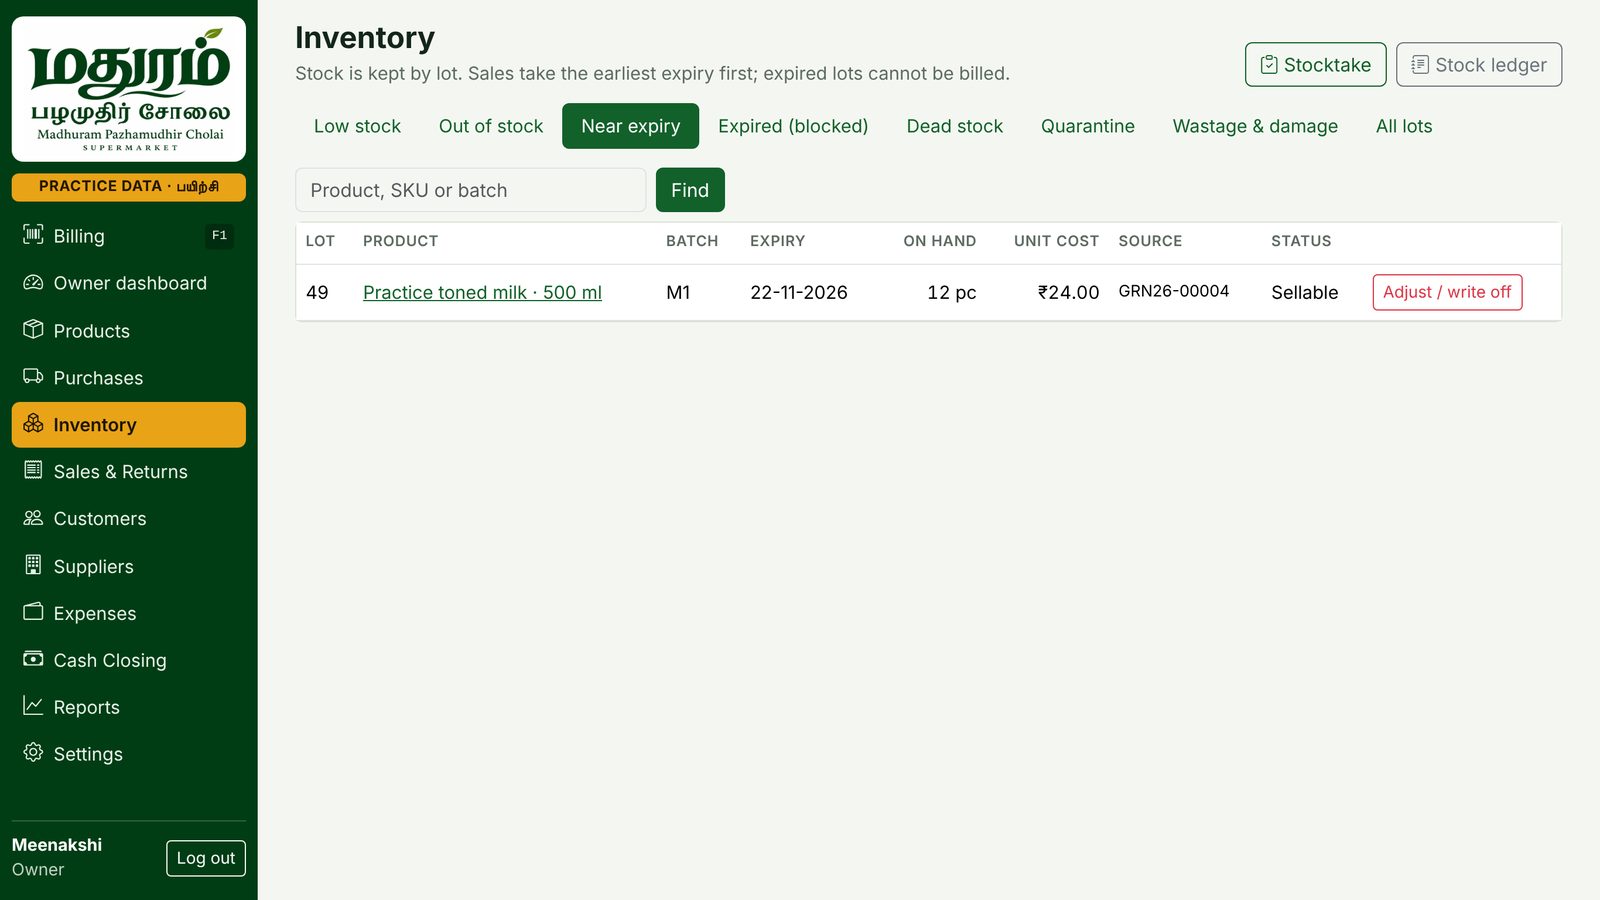 மதுரம்
பழமுதிர் சோலை
Madhuram Pazhamudhir Cholai
SUPERMARKET
PRACTICE DATA · பயிற்சி
Billing F1
Owner dashboard
Products
Purchases
Inventory
Sales & Returns
Customers
Suppliers
Expenses
Cash Closing
Reports
Settings
Meenakshi
Owner
Log out
Inventory
Stock is kept by lot. Sales take the earliest expiry first; expired lots cannot be billed.
Stocktake Stock ledger
Low stock Out of stock Near expiry Expired (blocked) Dead stock Quarantine Wastage & damage All lots
Product, SKU or batch Find
LOT PRODUCT BATCH EXPIRY ON HAND UNIT COST SOURCE STATUS
49 Practice toned milk · 500 ml M1 22-11-2026 12 pc ₹24.00 GRN26-00004 Sellable Adjust / write off